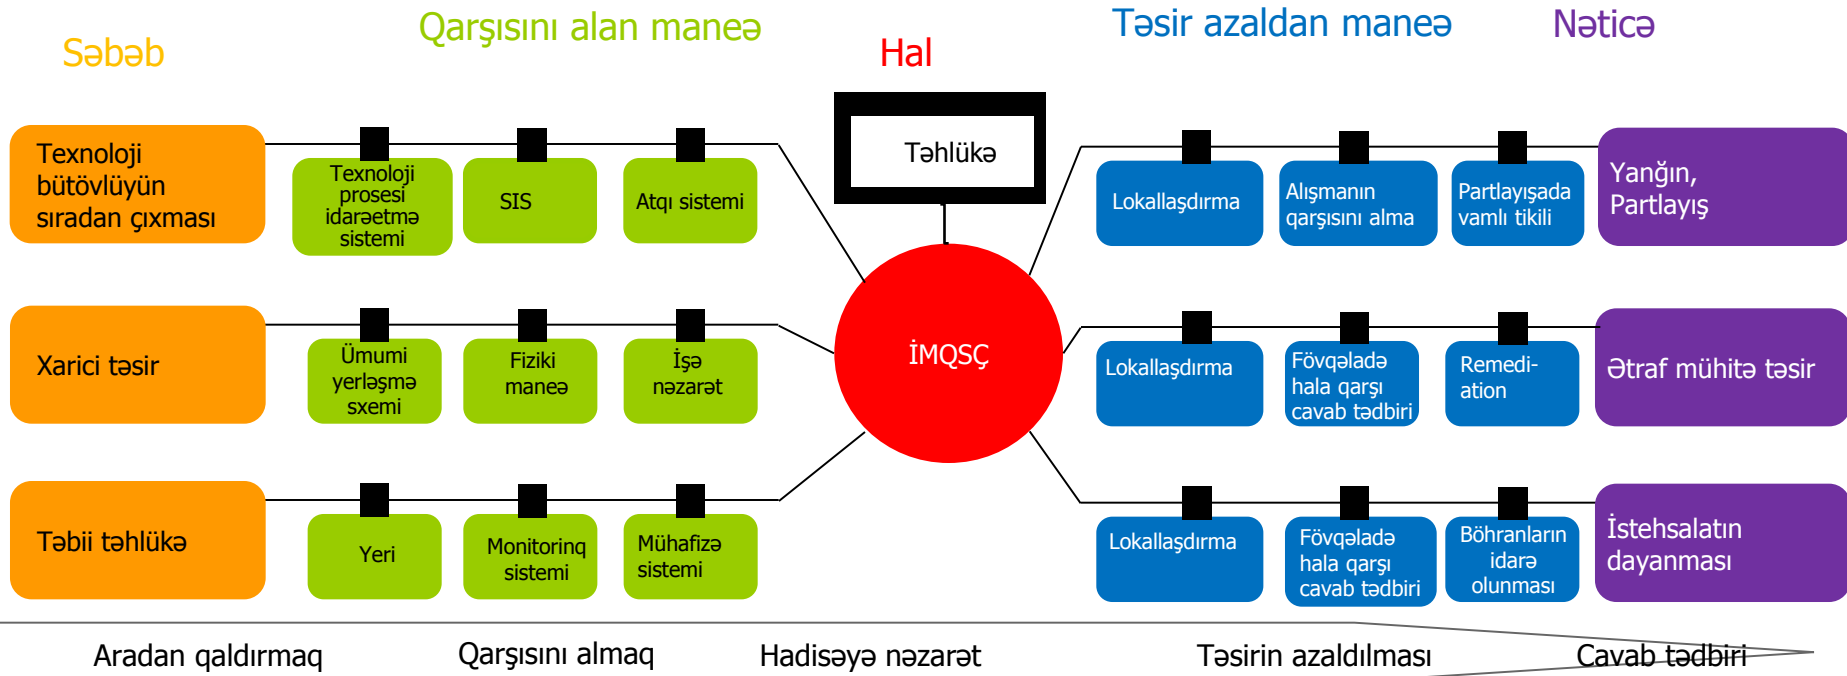 Səbəb
Qarşısını alan maneə
Hal
Təsir azaldan maneə
Nəticə
Təhlükə
Texnoloji
bütövlüyün
sıradan çıxması
Texnoloji
prosesi
idarəetmə
sistemi
SIS
Atqı sistemi
Lokallaşdırma
Alışmanın
qarşısını alma
Partlayışada
vamlı tikili
Yanğın,
Partlayış
Xarici təsir
Ümumi
yerləşmə
sxemi
Fiziki
maneə
İşə
nəzarət
İMQSÇ
Lokallaşdırma
Fövqəladə
hala qarşı
cavab tədbiri
Remedi-
ation
Ətraf mühitə təsir
Təbii təhlükə
Yeri
Monitorinq
sistemi
Mühafizə
sistemi
Lokallaşdırma
Fövqəladə
hala qarşı
cavab tədbiri
Böhranların
idarə
olunması
İstehsalatın
dayanması
Aradan qaldırmaq
Qarşısını almaq
Hadisəyə nəzarət
Təsirin azaldılması
Cavab tədbiri